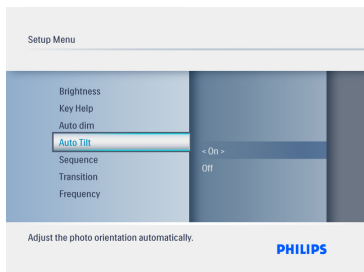 Setup Menu
Brightness
Key Help
Auto dim
Auto Tilt
Sequence
Transition
Frequency
< On >
Off
Adjust the photo orientation automatically.
PHILIPS